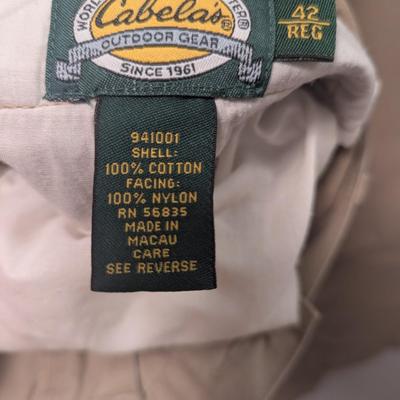 Cabela's®
OUTDOOR GEAR
SINCE 1961
42
REG
941001
SHELL:
100% COTTON
FACING:
100% NYLON
RN 56835
MADE IN
MACAU
CARE
SEE REVERSE